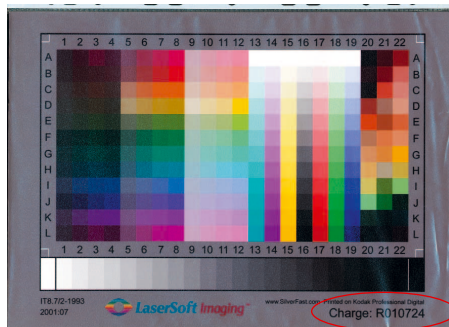 1 2 3 4 5 6 7 8 9 10 11 12 13 14 15 16 17 18 19 20 21 22
A A
B B
C C
D D
E E
F F
G G
H H
I I
J J
K K
L L
1 2 3 4 5 6 7 8 9 10 11 12 13 14 15 16 17 18 19 20 21 22
IT8.7/2-1993
2001:07
LaserSoft Imaging™
www.SilverFast.com Printed on Kodak Professional Digital
Charge: R010724